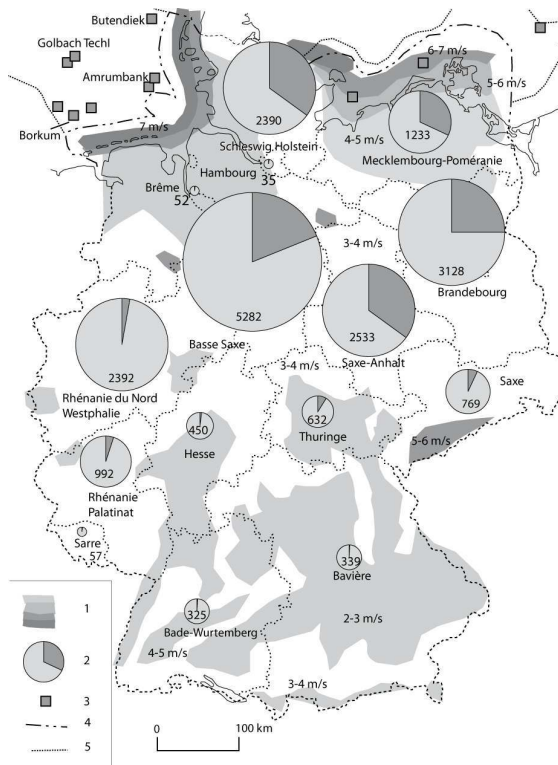 Butendiek
Golbach Techl
Amrumbank
Borkum
7 m/s
6-7 m/s
5-6 m/s
4-5 m/s
2390
Schleswig Holstein
1233
Mecklembourg-Poméranie
Hambourg
35
Brême
52
3-4 m/s
3128
Brandebourg
5282
Basse Saxe
2533
Saxe-Anhalt
2392
Rhénanie du Nord
Westphalie
3-4 m/s
769
Saxe
450
Hesse
632
Thuringe
5-6 m/s
992
Rhénanie
Palatinat
Sarre
57
339
Bavière
325
Bade-Wurtemberg
2-3 m/s
4-5 m/s
3-4 m/s
1
2
3
4
5
0
100 km